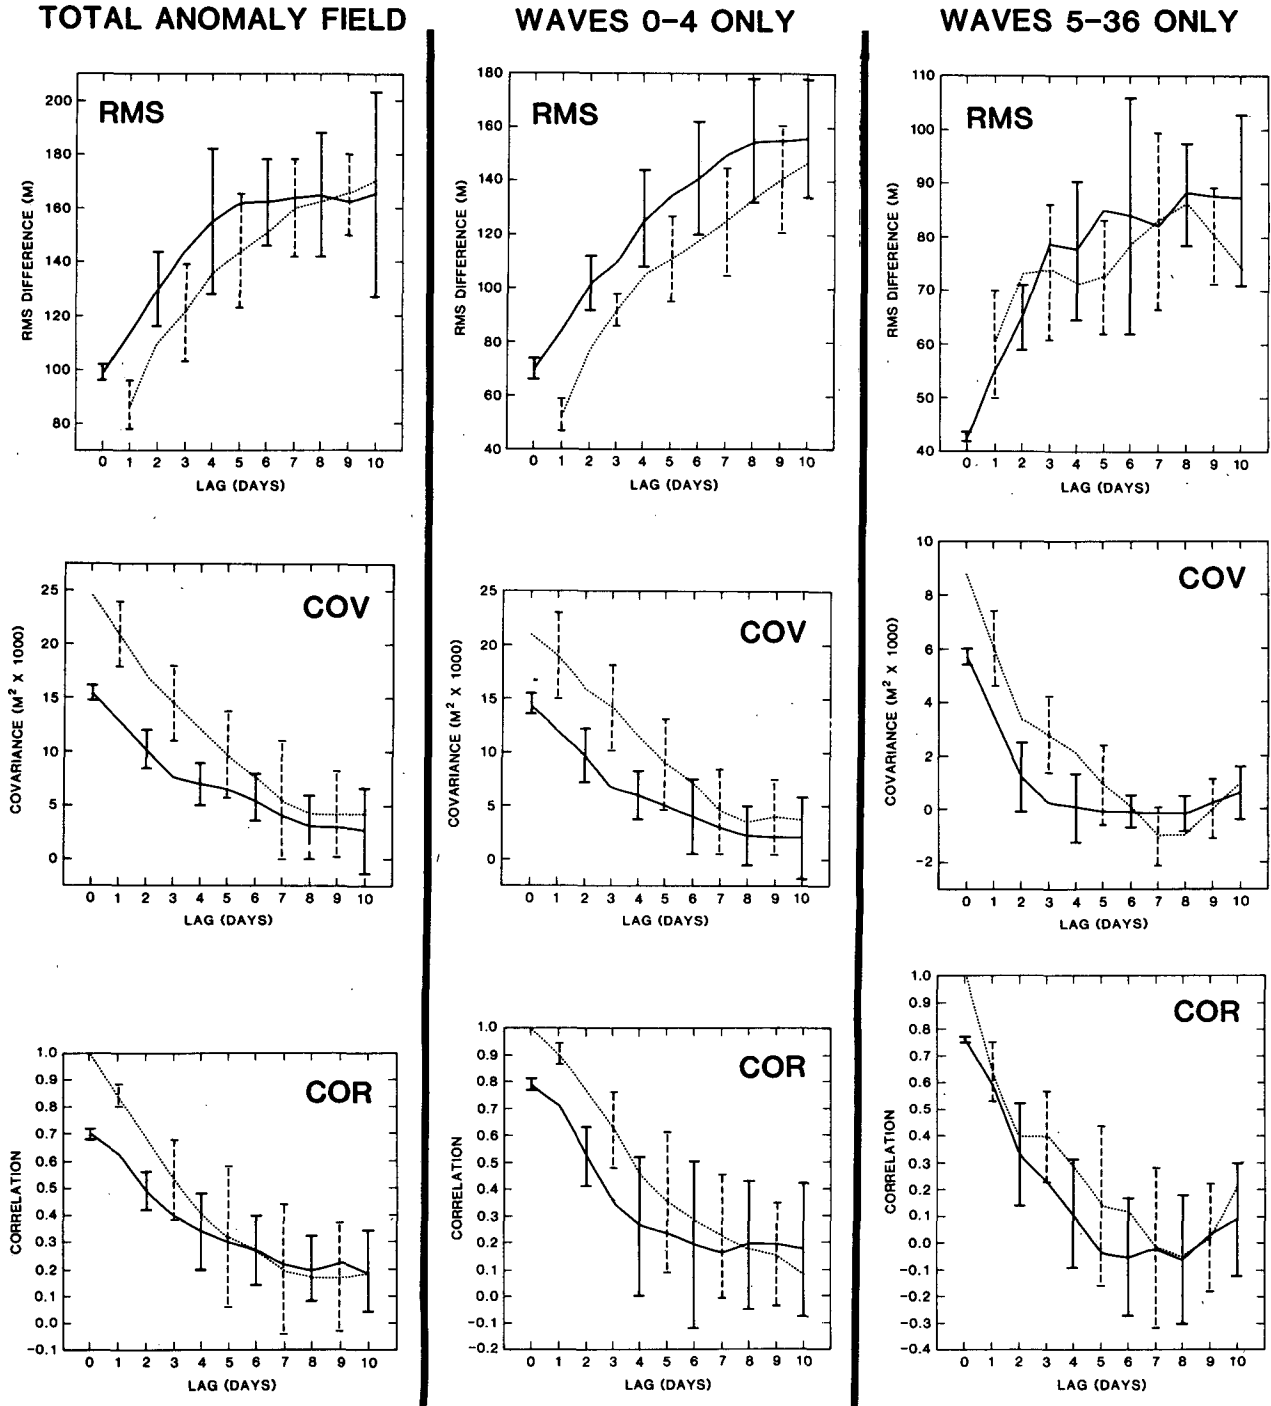 TOTAL ANOMALY FIELD
WAVES 0-4 ONLY
WAVES 5-36 ONLY
RMS
RMS DIFFERENCE (M)
200
180
160
140
120
100
80
0 1 2 3 4 5 6 7 8 9 10
LAG (DAYS)
RMS
RMS DIFFERENCE (M)
180
160
140
120
100
80
60
40
0 1 2 3 4 5 6 7 8 9 10
LAG (DAYS)
RMS
RMS DIFFERENCE (M)
110
100
90
80
70
60
50
40
0 1 2 3 4 5 6 7 8 9 10
LAG (DAYS)
COV
COVARIANCE (M² X 1000)
25
20
15
10
5
0
0 1 2 3 4 5 6 7 8 9 10
LAG (DAYS)
COV
COVARIANCE (M² X 1000)
25
20
15
10
5
0
0 1 2 3 4 5 6 7 8 9 10
LAG (DAYS)
COV
COVARIANCE (M² X 1000)
10
8
6
4
2
0
-2
0 1 2 3 4 5 6 7 8 9 10
LAG (DAYS)
COR
CORRELATION
1.0
0.9
0.8
0.7
0.6
0.5
0.4
0.3
0.2
0.1
0.0
-0.1
0 1 2 3 4 5 6 7 8 9 10
LAG (DAYS)
COR
CORRELATION
1.0
0.9
0.8
0.7
0.6
0.5
0.4
0.3
0.2
0.1
0.0
-0.1
-0.2
0 1 2 3 4 5 6 7 8 9 10
LAG (DAYS)
COR
CORRELATION
1.0
0.9
0.8
0.7
0.6
0.5
0.4
0.3
0.2
0.1
0.0
-0.1
-0.2
-0.3
-0.4
0 1 2 3 4 5 6 7 8 9 10
LAG (DAYS)